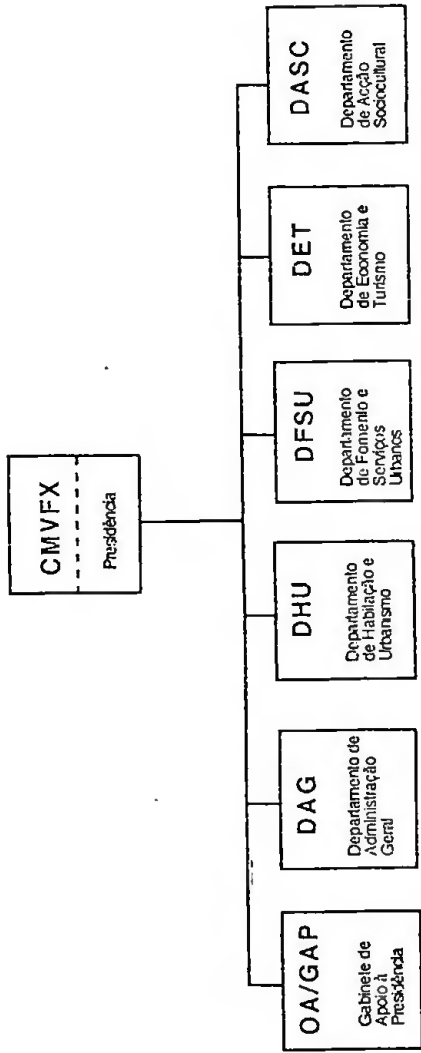 CMVFX
Presidência
OA/GAP
Gabinete de
Apoio à
Presidência
DAG
Departamento de
Administração
Geral
DHU
Departamento
de Habilação e
Urbanismo
DFSU
Departamento
de Fomento e
Serviços
Urbanos
DET
Departamento
de Economia e
Turismo
DASC
Departamento
de Acção
Sociocultural